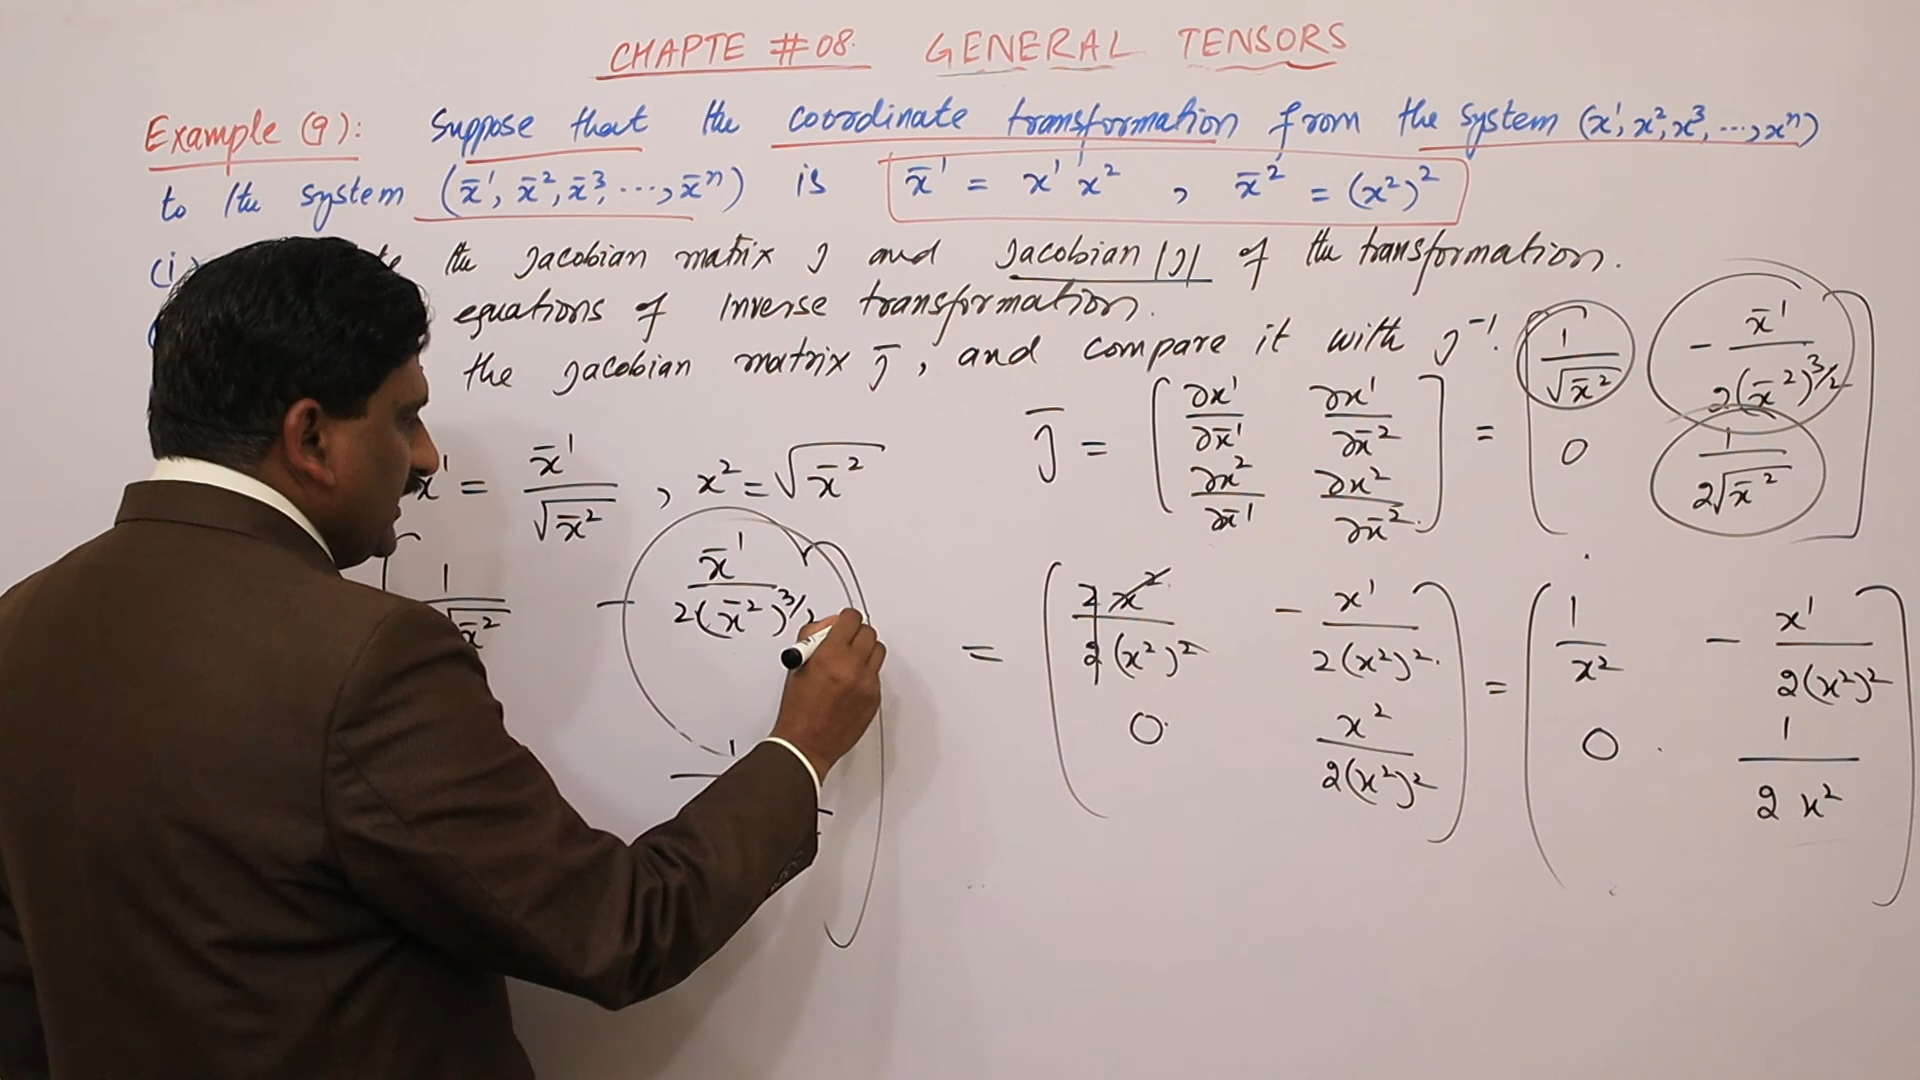 CHAPTE #08. GENERAL TENSORS
Example (9): Suppose that the coordinate transformation from the system (x¹, x², x³, ..., xⁿ)
to the system (x̄¹, x̄², x̄³, ..., x̄ⁿ) is x̄¹ = x¹ x² , x̄² = (x²)²
(i) the Jacobian matrix J and Jacobian |J| of the transformation.
equations of inverse transformation.
the Jacobian matrix J̄, and compare it with J⁻¹.
x¹ = x̄¹/√x̄² , x² = √x̄²
1/√x̄² - x̄¹/2(x̄²)^3/2
1
J̄ = [∂x¹/∂x̄¹ ∂x¹/∂x̄² ; ∂x²/∂x̄¹ ∂x²/∂x̄²] = [1/√x̄² - x̄¹/2(x̄²)^3/2 ; 0 1/2√x̄²]
= (2x²/2(x²)² - x¹/2(x²)² ; 0 x²/2(x²)²) = (1/x² - x¹/2(x²)² ; 0 1/2x²)